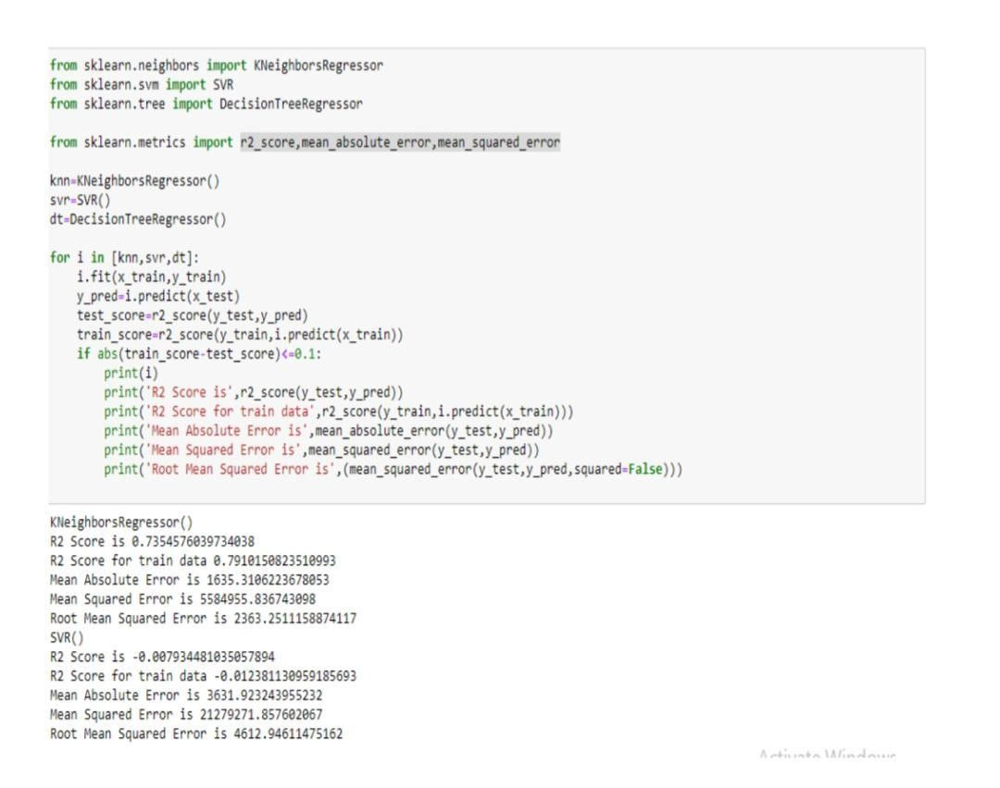 from sklearn.neighbors import KNeighborsRegressor
from sklearn.svm import SVR
from sklearn.tree import DecisionTreeRegressor
from sklearn.metrics import r2_score,mean_absolute_error,mean_squared_error
knn=KNeighborsRegressor()
svr=SVR()
dt=DecisionTreeRegressor()
for i in [knn,svr,dt]:
    i.fit(x_train,y_train)
    y_pred=i.predict(x_test)
    test_score=r2_score(y_test,y_pred)
    train_score=r2_score(y_train,i.predict(x_train))
    if abs(train_score-test_score)<=0.1:
        print(i)
        print('R2 Score is',r2_score(y_test,y_pred))
        print('R2 Score for train data',r2_score(y_train,i.predict(x_train)))
        print('Mean Absolute Error is',mean_absolute_error(y_test,y_pred))
        print('Mean Squared Error is',mean_squared_error(y_test,y_pred))
        print('Root Mean Squared Error is',(mean_squared_error(y_test,y_pred,squared=False)))
KNeighborsRegressor()
R2 Score is 0.7354576039734038
R2 Score for train data 0.7910150823510993
Mean Absolute Error is 1635.3106223678053
Mean Squared Error is 5584955.836743098
Root Mean Squared Error is 2363.2511158874117
SVR()
R2 Score is -0.007934481035057894
R2 Score for train data -0.012381130959185693
Mean Absolute Error is 3631.923243955232
Mean Squared Error is 21279271.857602067
Root Mean Squared Error is 4612.94611475162
Activate Windows